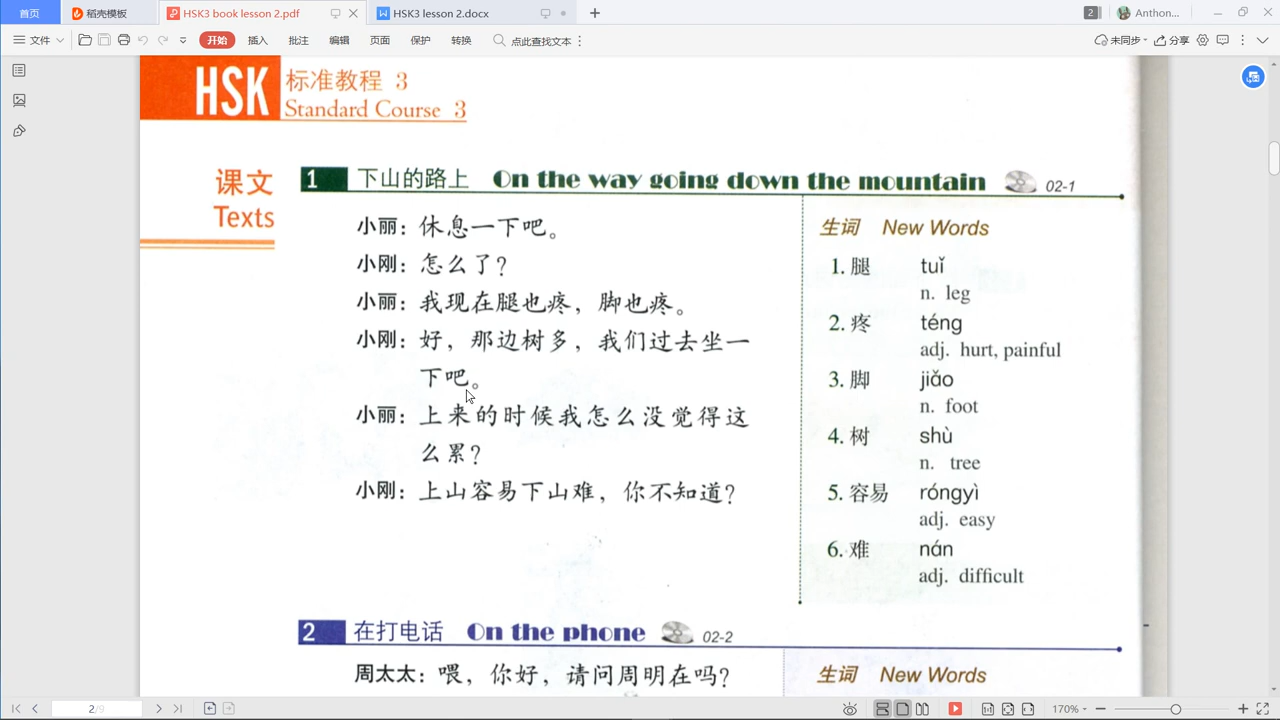 首页
稻壳模板
HSK3 book lesson 2.pdf
HSK3 lesson 2.docx
2
Anthon...
文件
开始
插入
批注
编辑
页面
保护
转换
点此查找文本
未同步
分享
HSK 标准教程 3
Standard Course 3
课文
Texts
1 下山的路上 On the way going down the mountain 02-1
小丽：休息一下吧。
小刚：怎么了？
小丽：我现在腿也疼，脚也疼。
小刚：好，那边树多，我们过去坐一
下吧。
小丽：上来的时候我怎么没觉得这
么累？
小刚：上山容易下山难，你不知道？
生词 New Words
1. 腿 tuǐ
n. leg
2. 疼 téng
adj. hurt, painful
3. 脚 jiǎo
n. foot
4. 树 shù
n. tree
5. 容易 róngyì
adj. easy
6. 难 nán
adj. difficult
2 在打电话 On the phone 02-2
周太太：喂，你好，请问周明在吗？
生词 New Words
2/9
170%